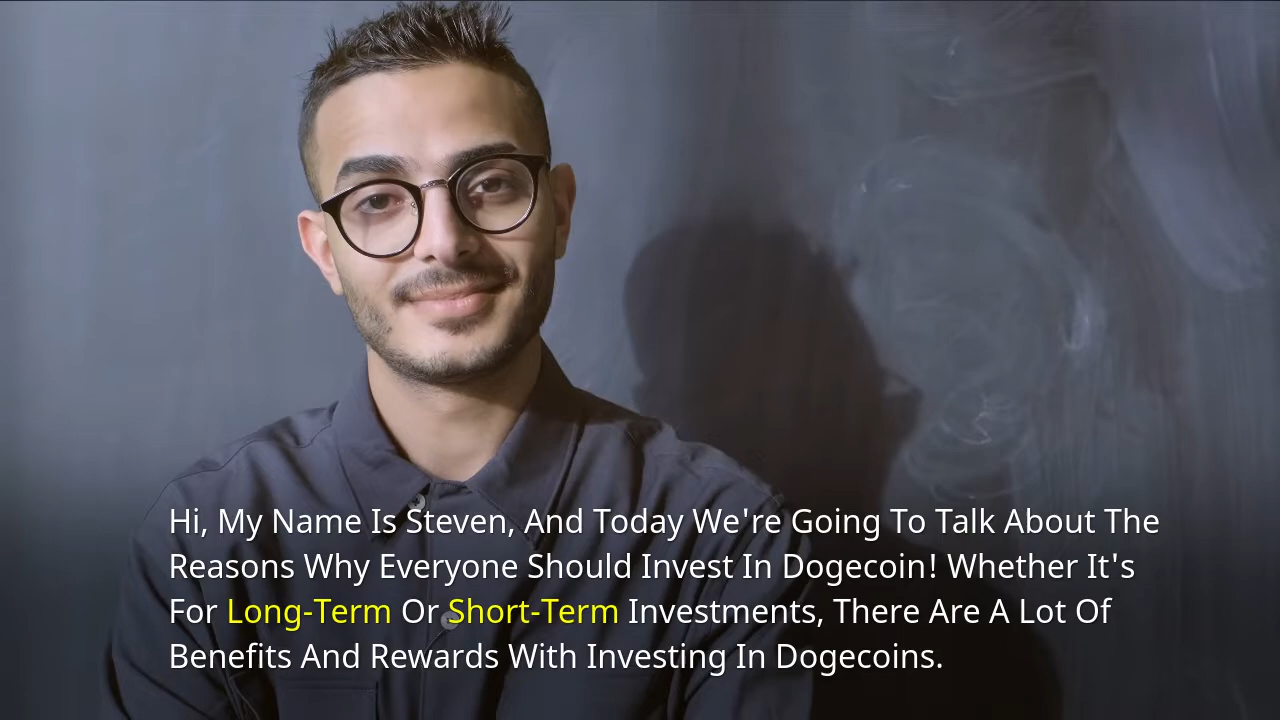 Hi, My Name Is Steven, And Today We're Going To Talk About The
Reasons Why Everyone Should Invest In Dogecoin! Whether It's
For Long-Term Or Short-Term Investments, There Are A Lot Of
Benefits And Rewards With Investing In Dogecoins.